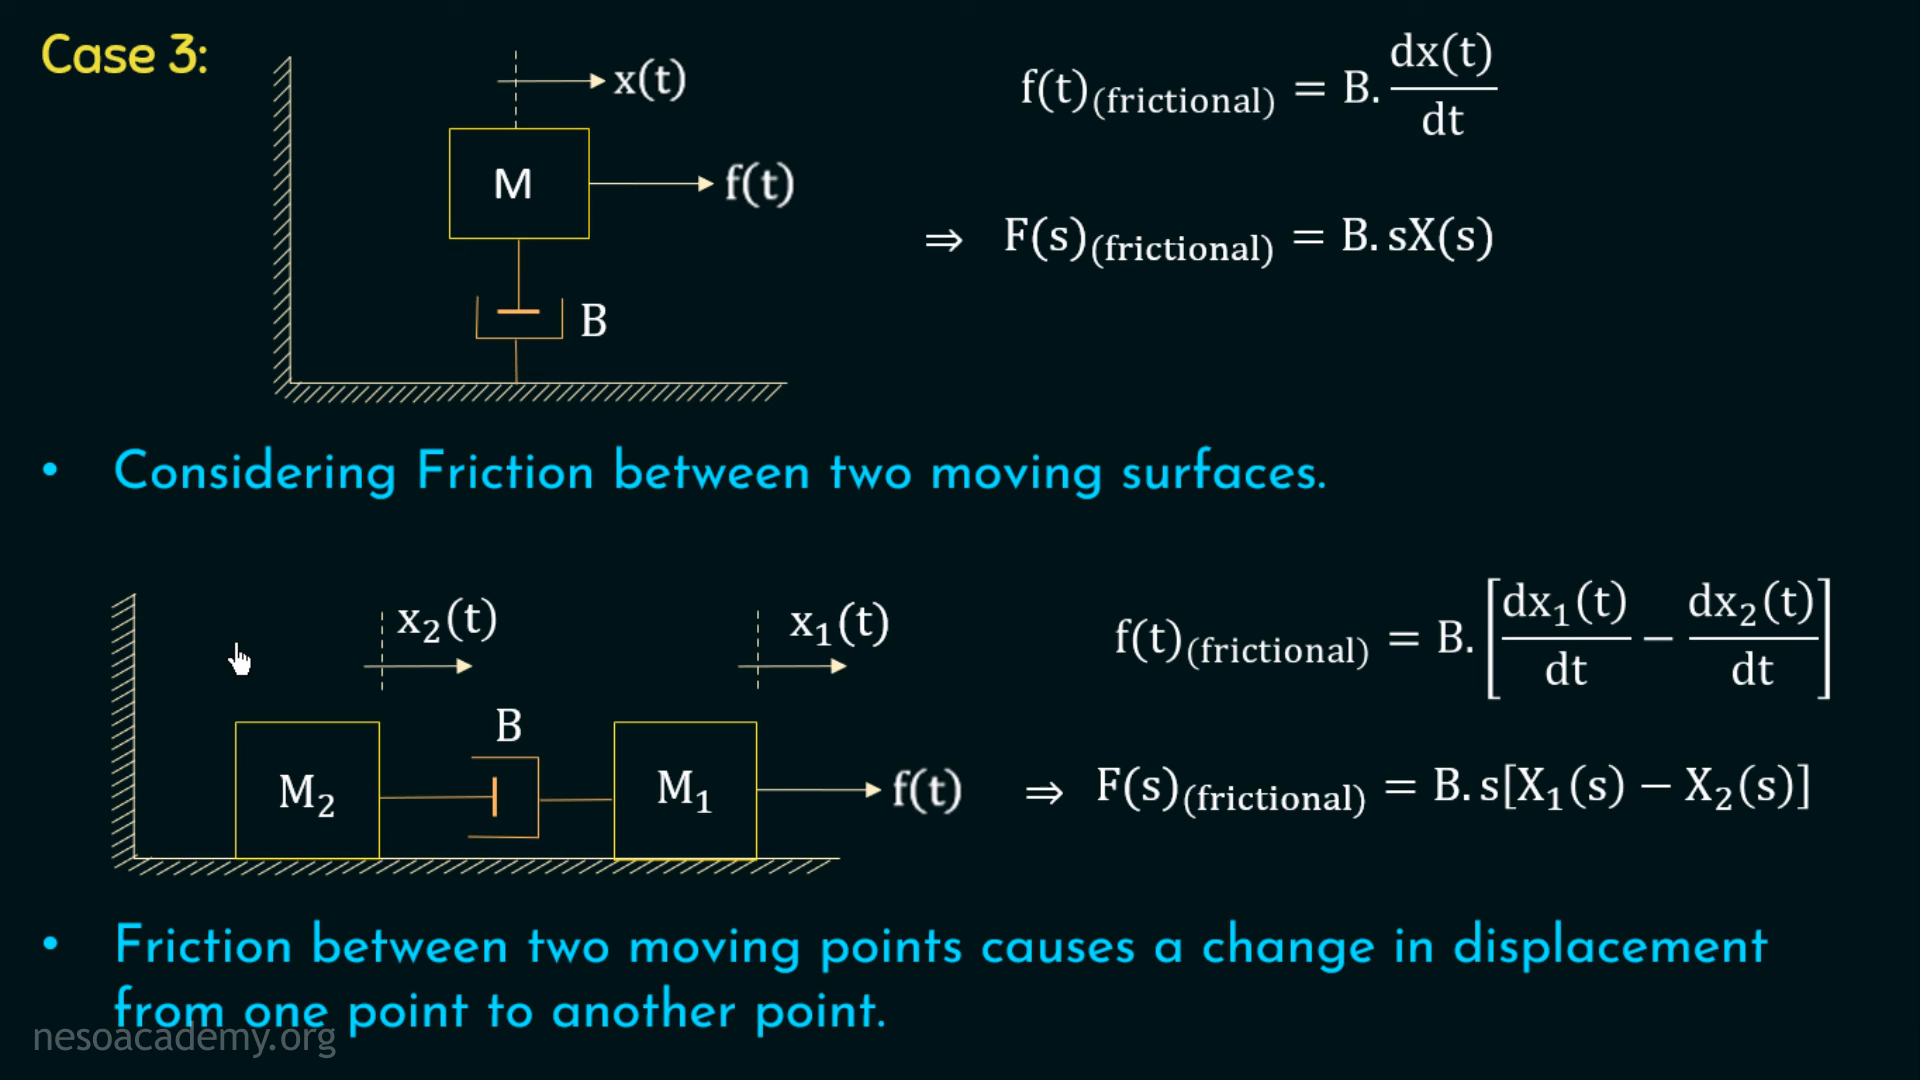 Case 3:
x(t)
M
f(t)
B
f(t)(frictional) = B. dx(t)/dt
⇒ F(s)(frictional) = B. sX(s)
• Considering Friction between two moving surfaces.
x₂(t)
x₁(t)
B
M₂
M₁
f(t)
f(t)(frictional) = B. [dx₁(t)/dt − dx₂(t)/dt]
⇒ F(s)(frictional) = B. s[X₁(s) − X₂(s)]
• Friction between two moving points causes a change in displacement
from one point to another point.
nesoacademy.org